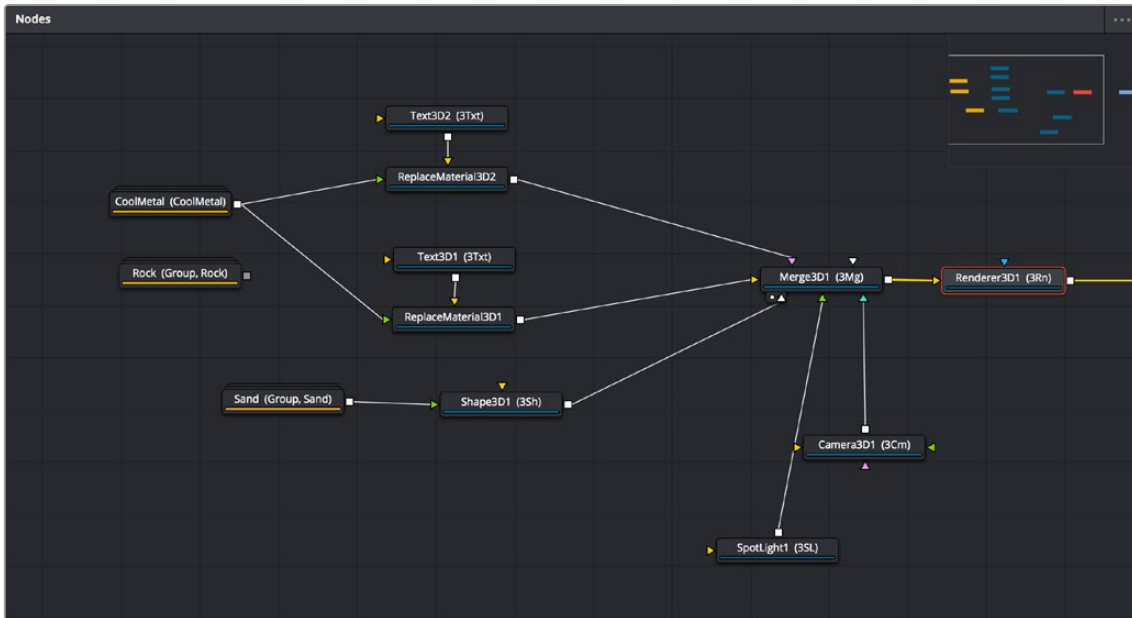 Nodes
Text3D2 (3Txt)
ReplaceMaterial3D2
CoolMetal (CoolMetal)
Text3D1 (3Txt)
Rock (Group, Rock)
Merge3D1 (3Mg)
Renderer3D1 (3Rn)
ReplaceMaterial3D1
Sand (Group, Sand)
Shape3D1 (3Sh)
Camera3D1 (3Cm)
SpotLight1 (3SL)